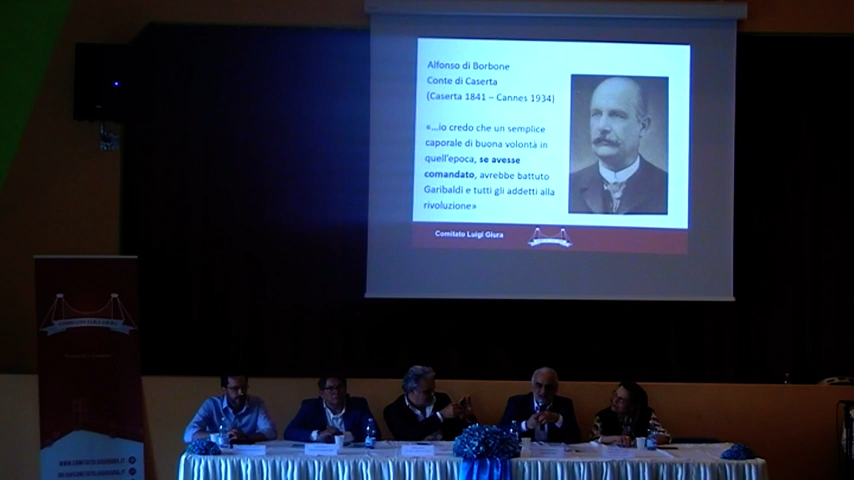 Alfonso di Borbone
Conte di Caserta
(Caserta 1841 – Cannes 1934)
«...io credo che un semplice
caporale di buona volontà in
quell'epoca, se avesse
comandato, avrebbe battuto
Garibaldi e tutti gli addetti alla
rivoluzione»
Comitato Luigi Giura